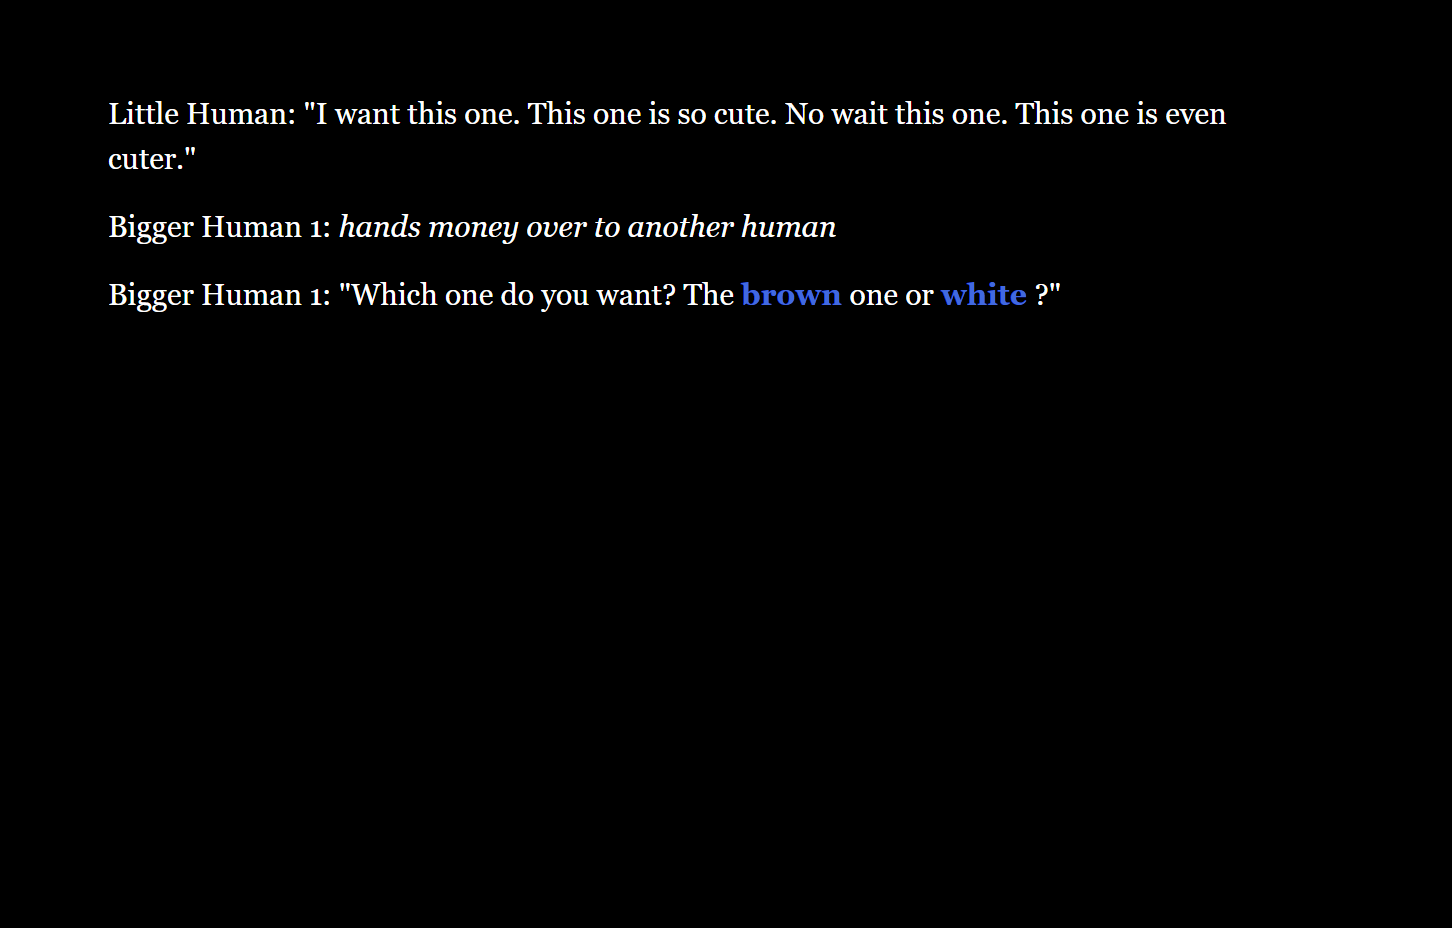 Little Human: "I want this one. This one is so cute. No wait this one. This one is even
cuter."
Bigger Human 1: hands money over to another human
Bigger Human 1: "Which one do you want? The brown one or white ?"